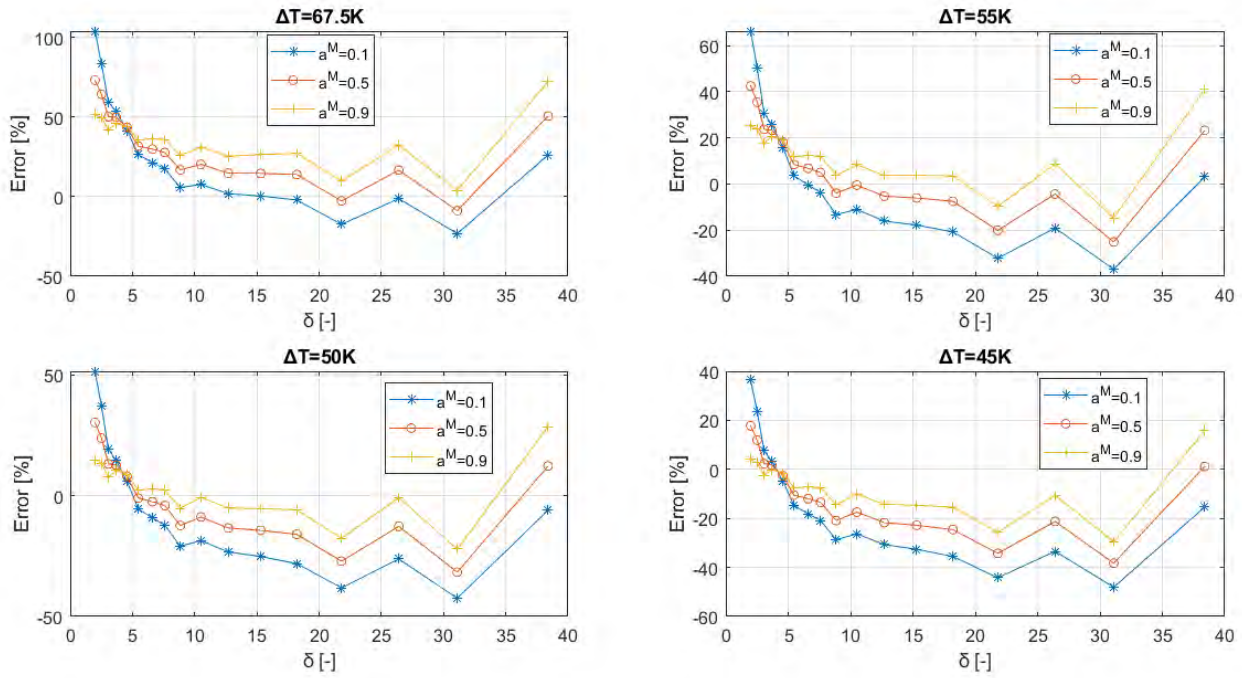 ΔT=67.5K
Error [%]
100
50
0
-50
a^M=0.1
a^M=0.5
a^M=0.9
0 5 10 15 20 25 30 35 40
δ [-]
ΔT=55K
Error [%]
60
40
20
0
-20
-40
a^M=0.1
a^M=0.5
a^M=0.9
0 5 10 15 20 25 30 35 40
δ [-]
ΔT=50K
Error [%]
50
0
-50
a^M=0.1
a^M=0.5
a^M=0.9
0 5 10 15 20 25 30 35 40
δ [-]
ΔT=45K
Error [%]
40
20
0
-20
-40
-60
a^M=0.1
a^M=0.5
a^M=0.9
0 5 10 15 20 25 30 35 40
δ [-]